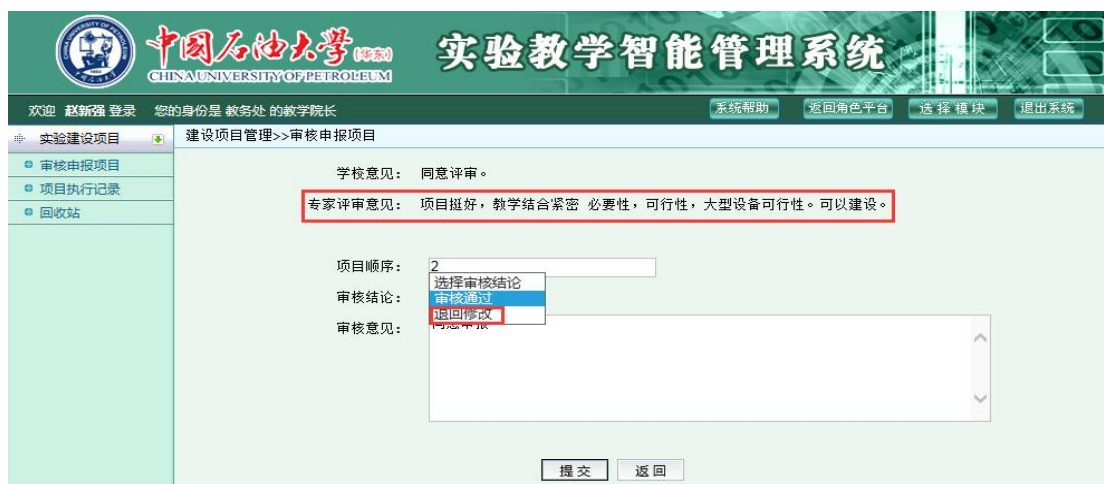 中国石油大学(华东) 实验教学智能管理系统
CHINA UNIVERSITY OF PETROLEUM
欢迎 赵新强 登录 您的身份是 教务处 的教学院长 系统帮助 返回角色平台 选择模块 退出系统
实验建设项目 建设项目管理>>审核申报项目
审核申报项目
项目执行记录
回收站
学校意见: 同意评审。
专家评审意见: 项目挺好,教学结合紧密 必要性,可行性,大型设备可行性。可以建设。
项目顺序: 2
选择审核结论
审核结论: 审核通过
退回修改
审核意见: 同意申报
提交 返回